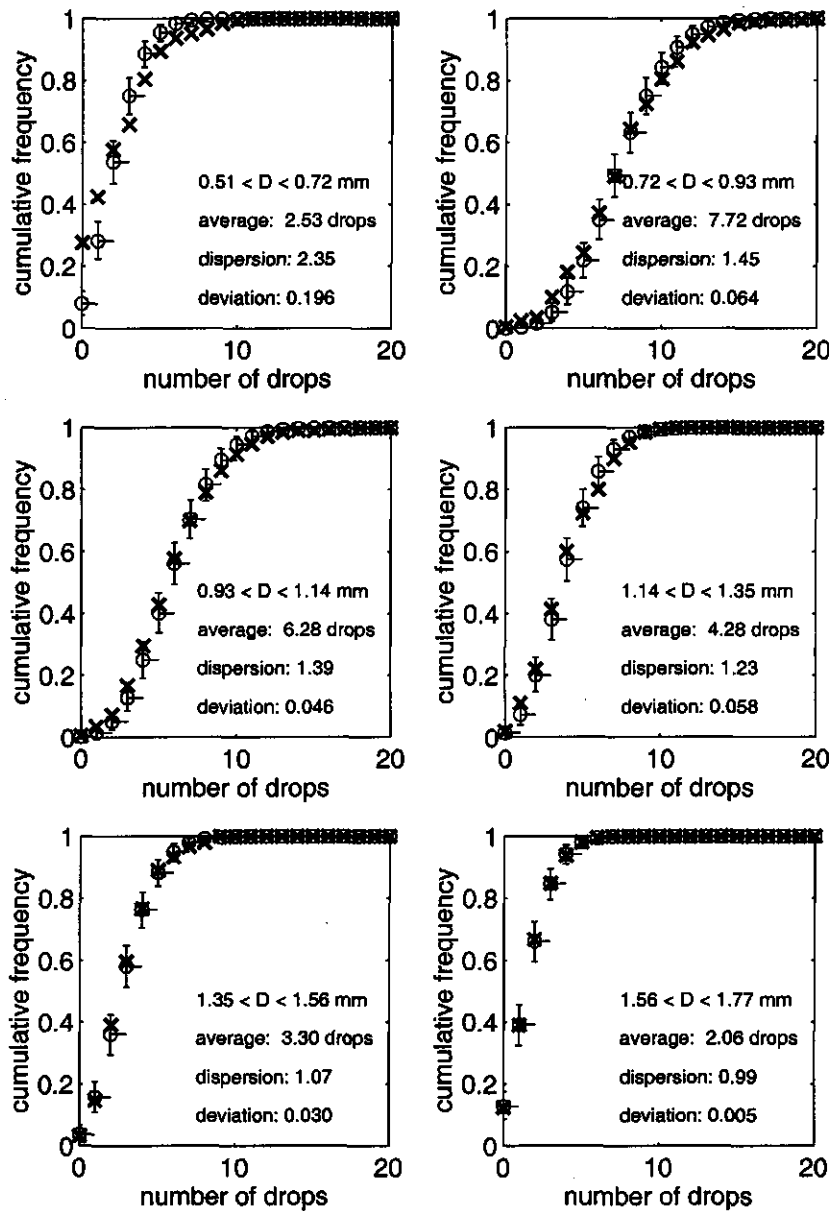 1
0.8
0.6
0.4
0.2
0
cumulative frequency
0.51 < D < 0.72 mm
average: 2.53 drops
dispersion: 2.35
deviation: 0.196
0 10 20
number of drops
1
0.8
0.6
0.4
0.2
0
cumulative frequency
0.72 < D < 0.93 mm
average: 7.72 drops
dispersion: 1.45
deviation: 0.064
0 10 20
number of drops
1
0.8
0.6
0.4
0.2
0
cumulative frequency
0.93 < D < 1.14 mm
average: 6.28 drops
dispersion: 1.39
deviation: 0.046
0 10 20
number of drops
1
0.8
0.6
0.4
0.2
0
cumulative frequency
1.14 < D < 1.35 mm
average: 4.28 drops
dispersion: 1.23
deviation: 0.058
0 10 20
number of drops
1
0.8
0.6
0.4
0.2
0
cumulative frequency
1.35 < D < 1.56 mm
average: 3.30 drops
dispersion: 1.07
deviation: 0.030
0 10 20
number of drops
1
0.8
0.6
0.4
0.2
0
cumulative frequency
1.56 < D < 1.77 mm
average: 2.06 drops
dispersion: 0.99
deviation: 0.005
0 10 20
number of drops